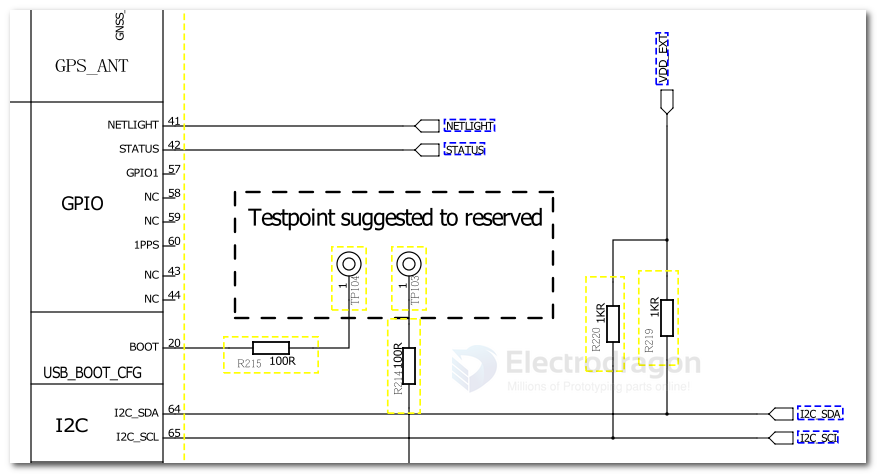 GNSS_
GPS_ANT
VDD_EXT
NETLIGHT 41 NETLIGHT
STATUS 42 STATUS
GPIO1 57
NC 58
GPIO
NC 59
Testpoint suggested to reserved
1PPS 60
NC 43
NC 44
1 TP104
1 TP103
R220 1KR
R219 1KR
BOOT 20
R215 100R
R214 100R
Electrodragon
Millions of Prototyping parts online!
USB_BOOT_CFG
I2C_SDA 64 I2C_SDA
I2C
I2C_SCL 65 I2C_SCL